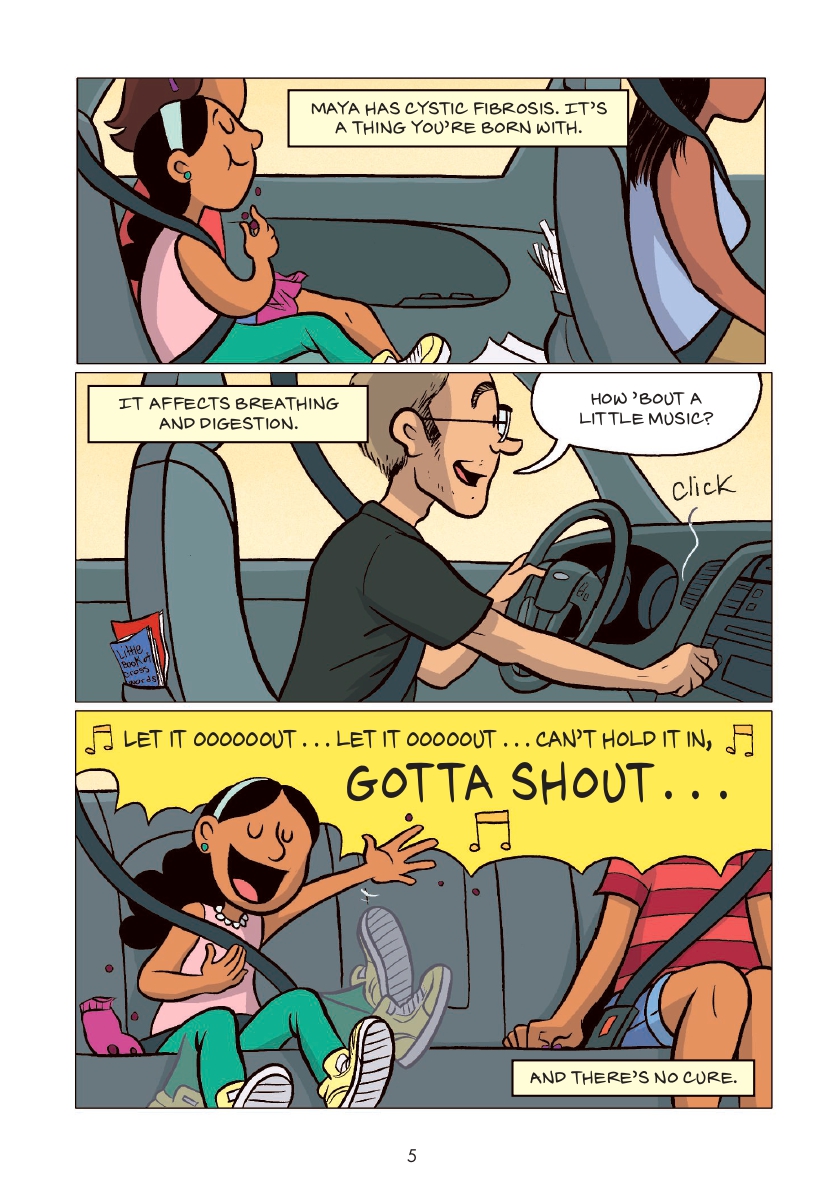 MAYA HAS CYSTIC FIBROSIS. IT'S
A THING YOU'RE BORN WITH.
IT AFFECTS BREATHING
AND DIGESTION.
HOW 'BOUT A
LITTLE MUSIC?
CLICK
Little
Book of
Cross
words
LET IT OOOOOOUT . . . LET IT OOOOOUT . . . CAN'T HOLD IT IN,
GOTTA SHOUT . . .
AND THERE'S NO CURE.
5